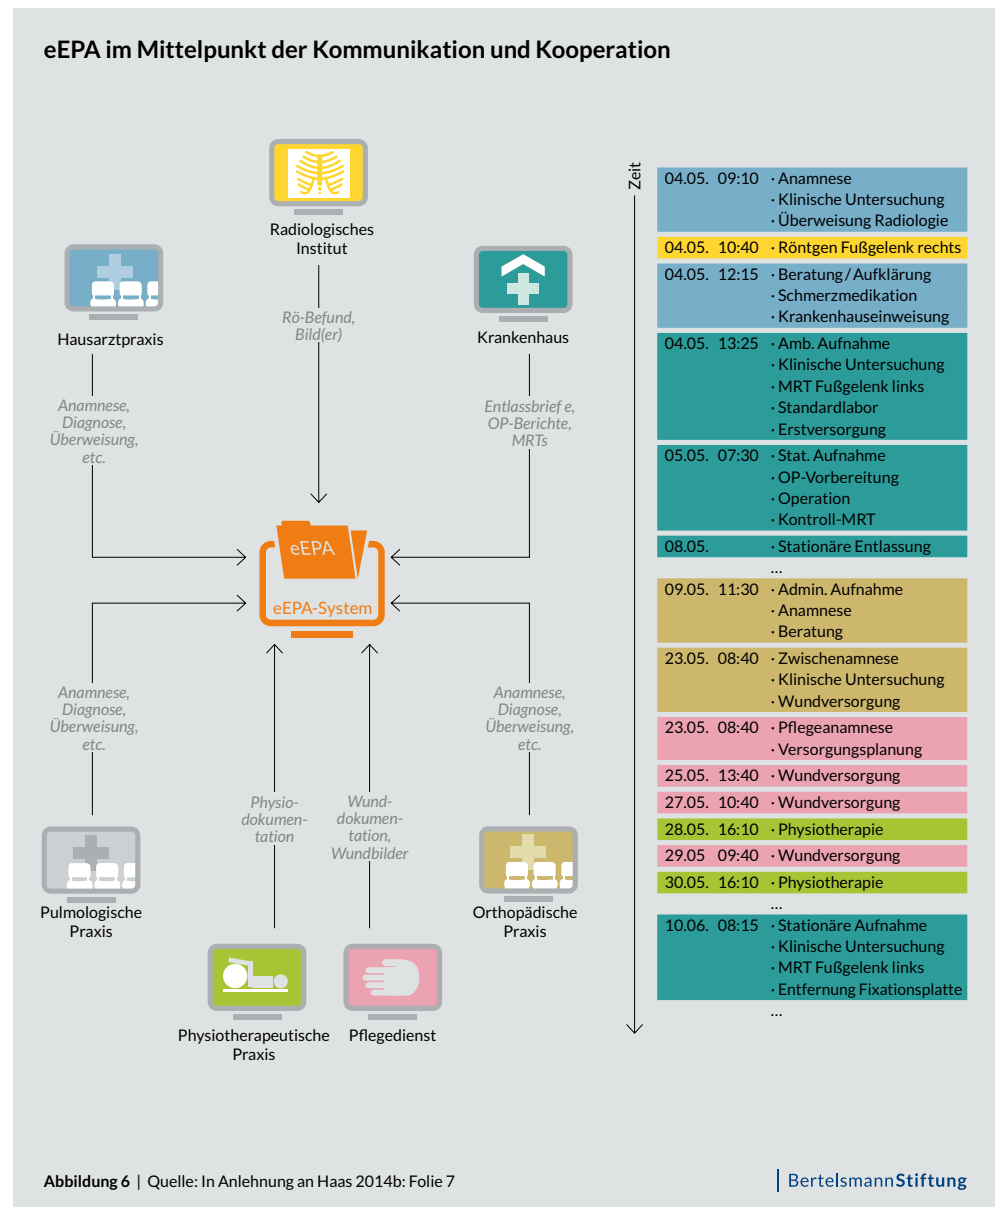 eEPA im Mittelpunkt der Kommunikation und Kooperation
Radiologisches
Institut
Rö-Befund,
Bild(er)
Hausarztpraxis
Anamnese,
Diagnose,
Überweisung,
etc.
Krankenhaus
Entlassbrief e,
OP-Berichte,
MRTs
eEPA
eEPA-System
Anamnese,
Diagnose,
Überweisung,
etc.
Pulmologische
Praxis
Physio-
dokumen-
tation
Physiotherapeutische
Praxis
Wund-
dokumen-
tation,
Wundbilder
Pflegedienst
Anamnese,
Diagnose,
Überweisung,
etc.
Orthopädische
Praxis
Zeit
04.05. 09:10 · Anamnese
· Klinische Untersuchung
· Überweisung Radiologie
04.05. 10:40 · Röntgen Fußgelenk rechts
04.05. 12:15 · Beratung / Aufklärung
· Schmerzmedikation
· Krankenhauseinweisung
04.05. 13:25 · Amb. Aufnahme
· Klinische Untersuchung
· MRT Fußgelenk links
· Standardlabor
· Erstversorgung
05.05. 07:30 · Stat. Aufnahme
· OP-Vorbereitung
· Operation
· Kontroll-MRT
08.05. · Stationäre Entlassung
...
09.05. 11:30 · Admin. Aufnahme
· Anamnese
· Beratung
23.05. 08:40 · Zwischenamnese
· Klinische Untersuchung
· Wundversorgung
23.05. 08:40 · Pflegeanamnese
· Versorgungsplanung
25.05. 13:40 · Wundversorgung
27.05. 10:40 · Wundversorgung
28.05. 16:10 · Physiotherapie
29.05 09:40 · Wundversorgung
30.05. 16:10 · Physiotherapie
...
10.06. 08:15 · Stationäre Aufnahme
· Klinische Untersuchung
· MRT Fußgelenk links
· Entfernung Fixationsplatte
...
Abbildung 6 | Quelle: In Anlehnung an Haas 2014b: Folie 7
BertelsmannStiftung